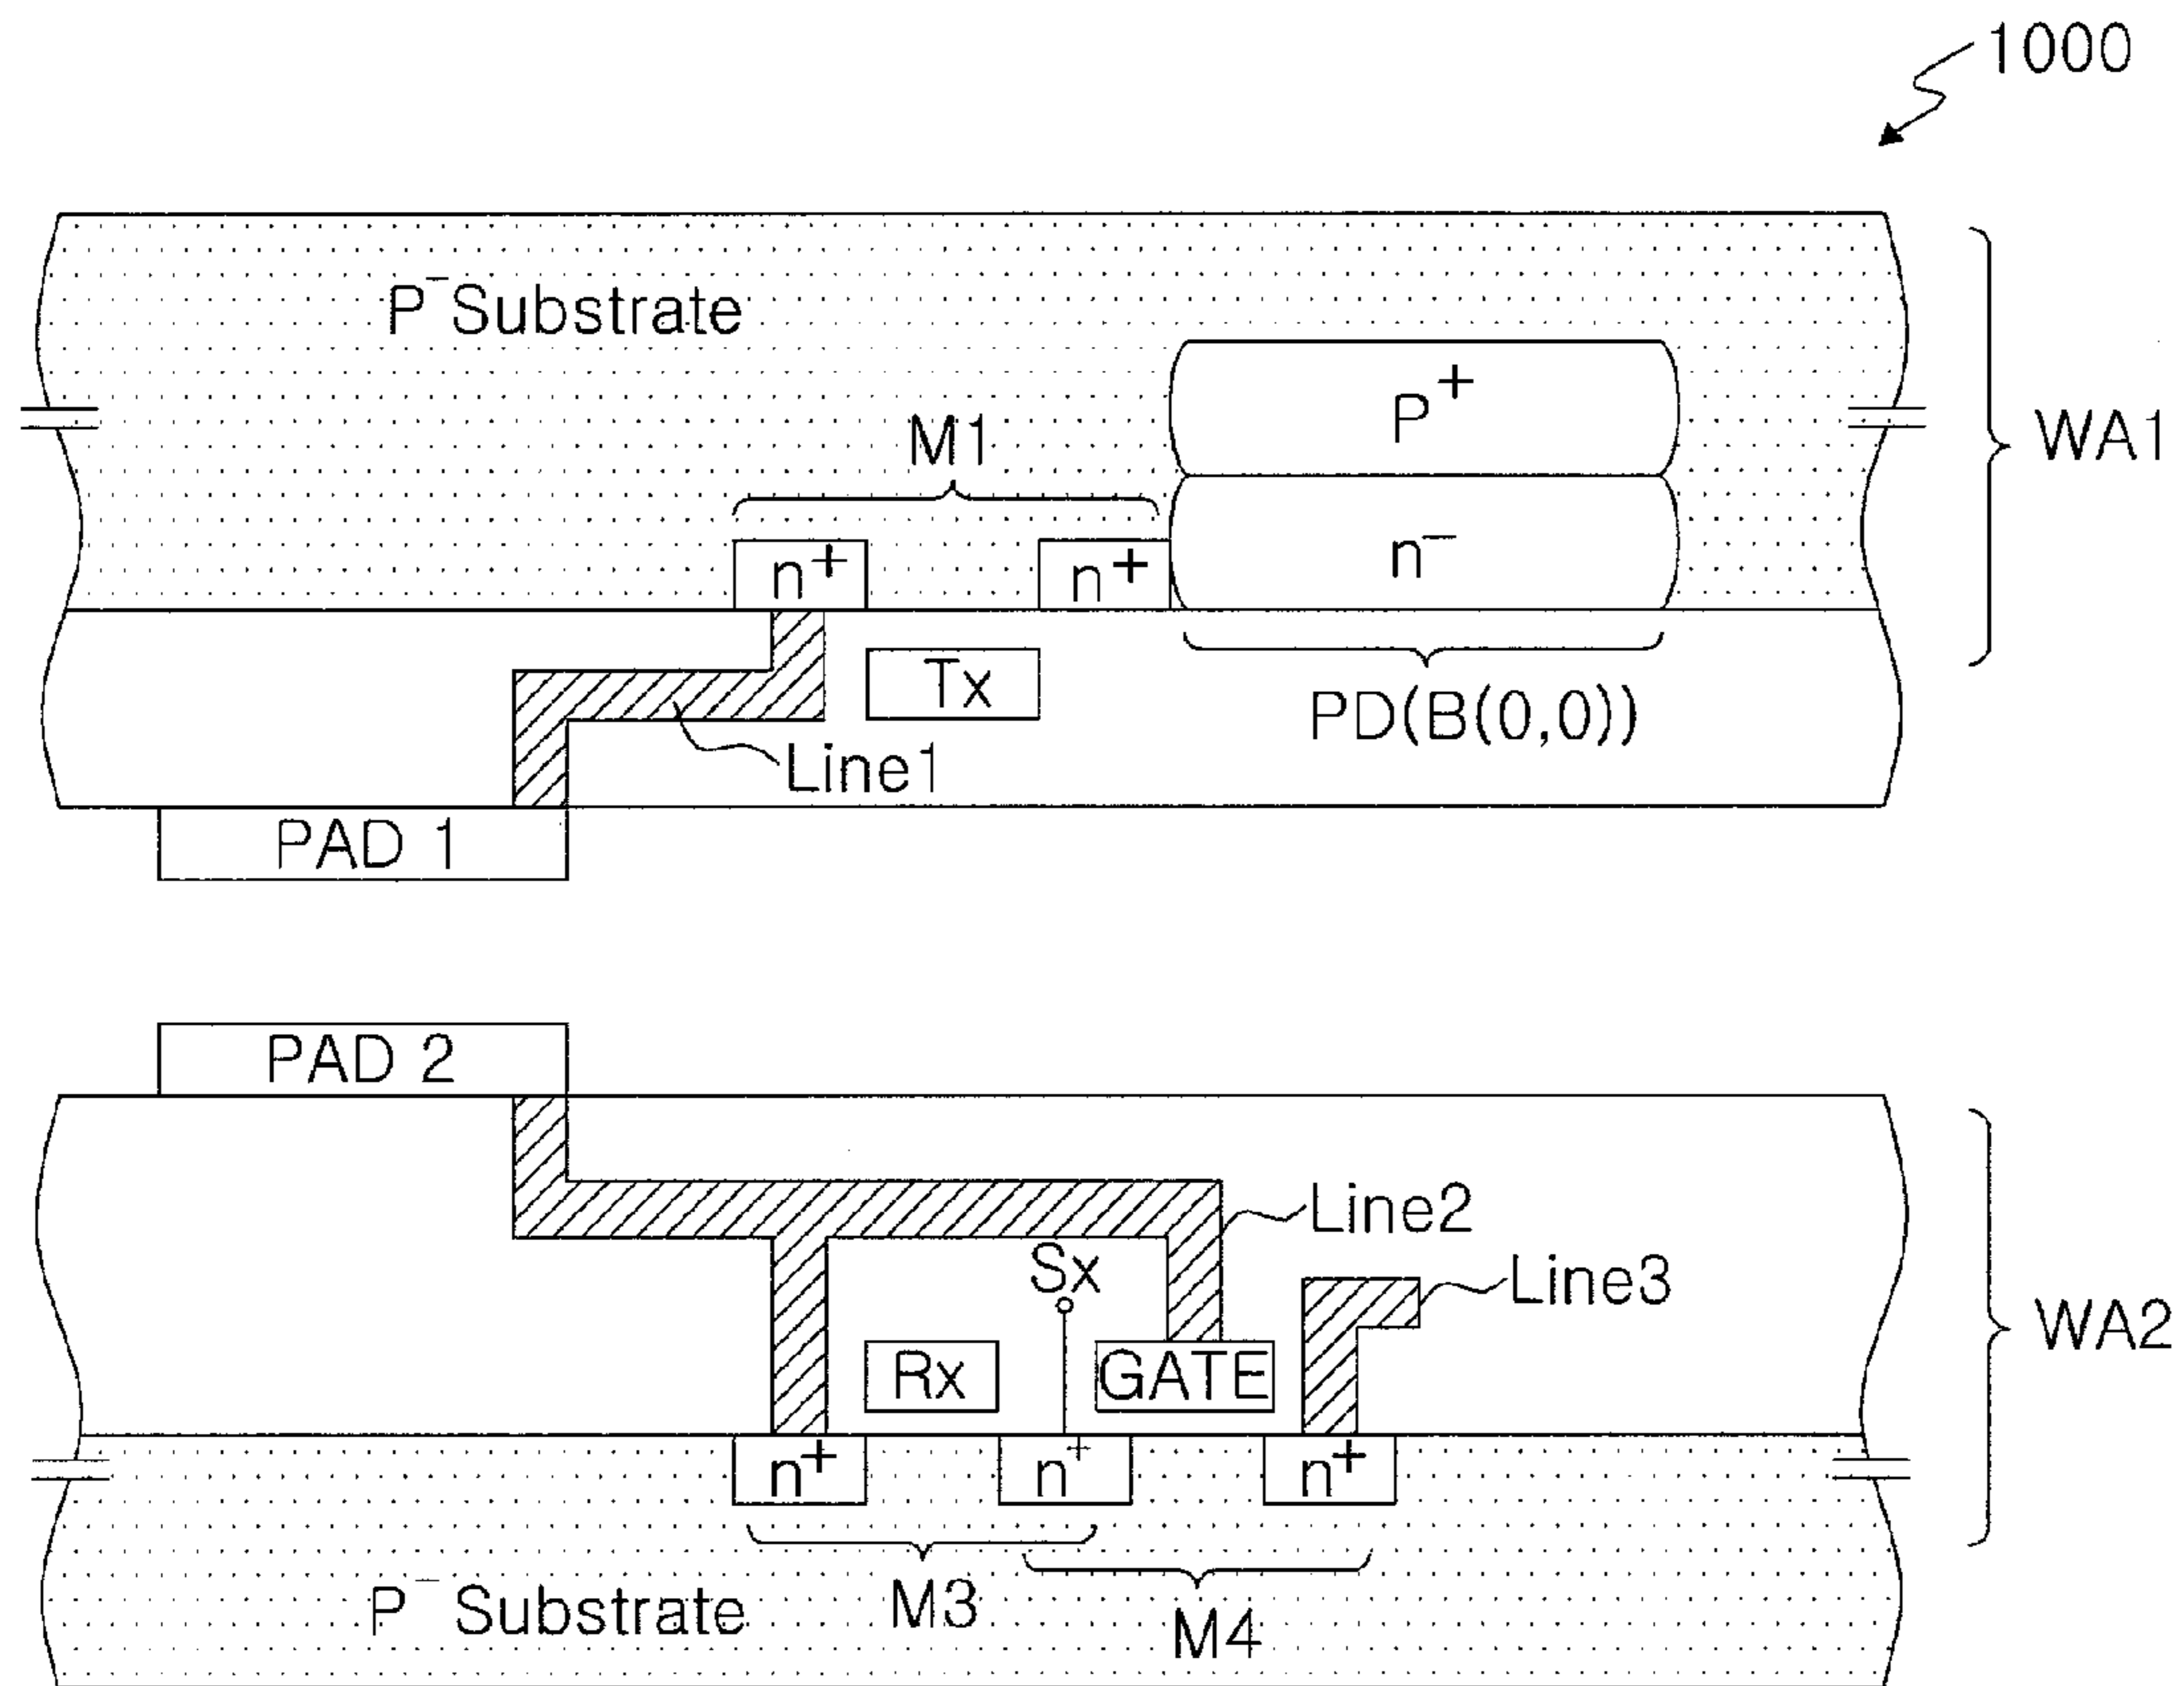 1000
P⁻ Substrate
P⁺
WA1
M1
n⁺
n⁺
n⁻
Tx
PD(B(0,0))
Line1
PAD 1
PAD 2
Line2
Sx
Line3
WA2
Rx
GATE
n⁺
n⁺
n⁺
M3
P⁻ Substrate
M4